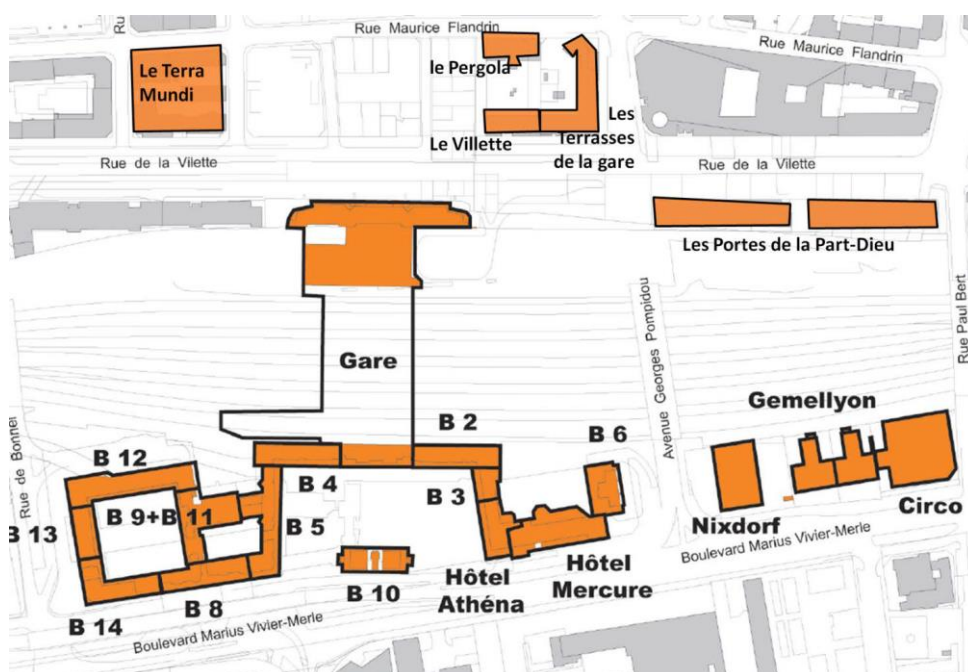 Ru
Rue Maurice Flandrin
Rue Maurice Flandrin
Le Terra
Mundi
le Pergola
Le Villette
Les
Terrasses
de la gare
Rue de la Vilette
Rue de la Vilette
Les Portes de la Part-Dieu
Rue Paul Bert
Avenue Georges Pompidou
Gare
Gemellyon
B 2
B 6
Rue de Bonnel
B 12
B 4
B 3
B 13
B 9+B 11
B 5
Nixdorf
Circo
Boulevard Marius Vivier-Merle
Hôtel
Athéna
Hôtel
Mercure
B 10
B 8
B 14
Boulevard Marius Vivier-Merle